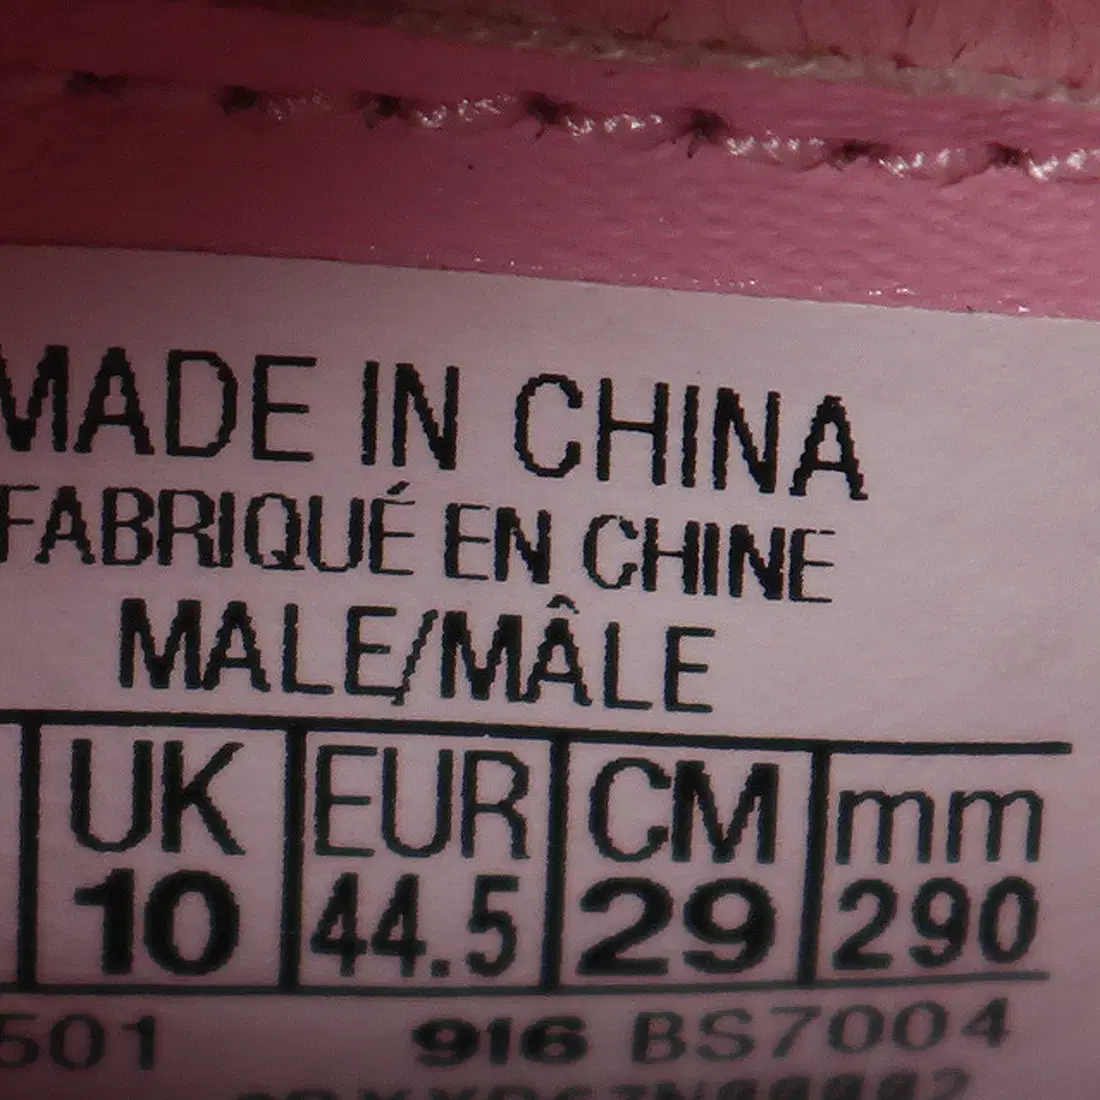 MADE IN CHINA
FABRIQUÉ EN CHINE
MALE/MÂLE
UK EUR CM mm
10 44.5 29 290
501 916 BS7004